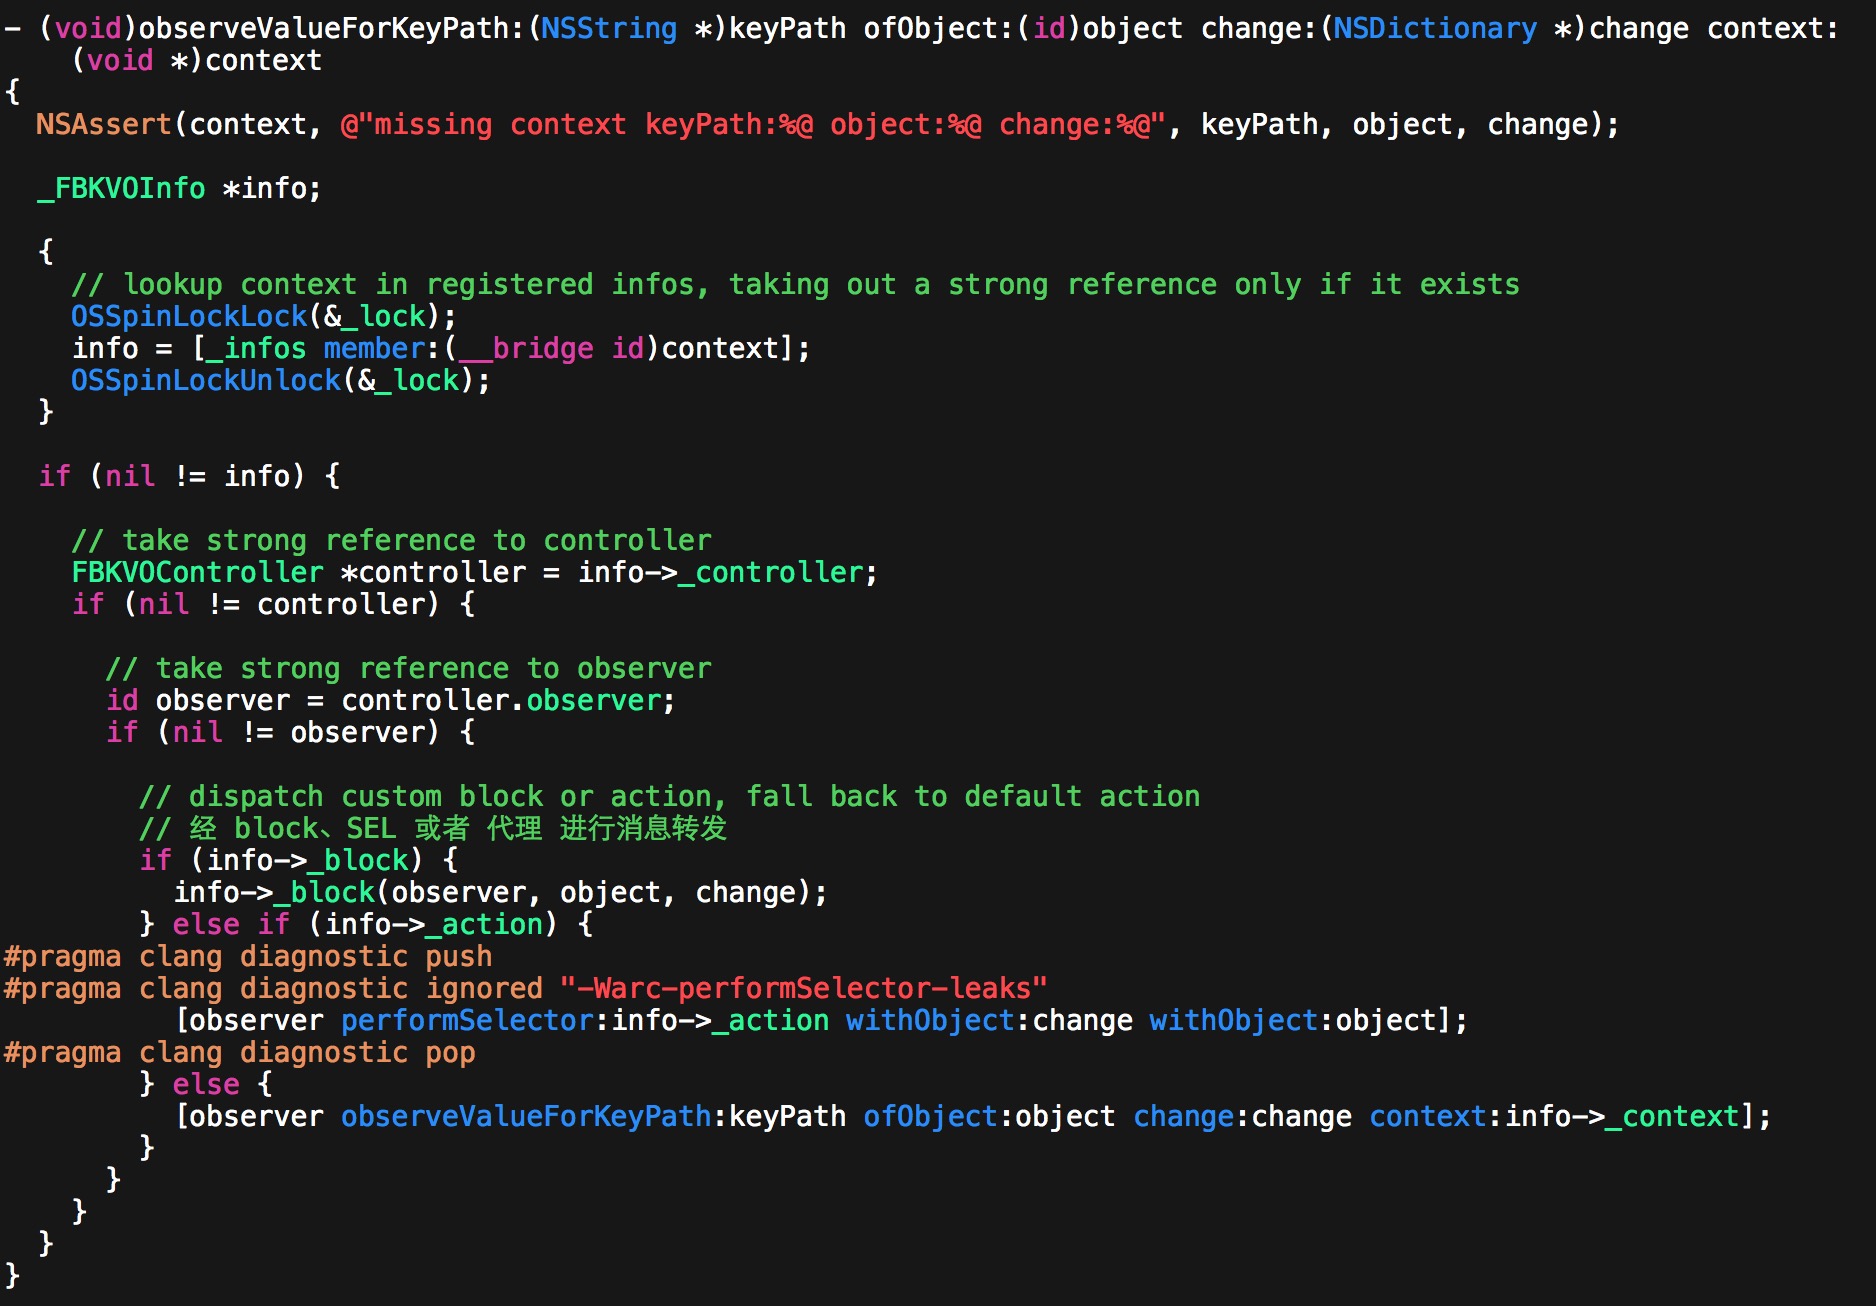 - (void)observeValueForKeyPath:(NSString *)keyPath ofObject:(id)object change:(NSDictionary *)change context:
    (void *)context
{
  NSAssert(context, @"missing context keyPath:%@ object:%@ change:%@", keyPath, object, change);

  _FBKVOInfo *info;

  {
    // lookup context in registered infos, taking out a strong reference only if it exists
    OSSpinLockLock(&_lock);
    info = [_infos member:(__bridge id)context];
    OSSpinLockUnlock(&_lock);
  }

  if (nil != info) {

    // take strong reference to controller
    FBKVOController *controller = info->_controller;
    if (nil != controller) {

      // take strong reference to observer
      id observer = controller.observer;
      if (nil != observer) {

        // dispatch custom block or action, fall back to default action
        // 经 block、SEL 或者 代理 进行消息转发
        if (info->_block) {
          info->_block(observer, object, change);
        } else if (info->_action) {
#pragma clang diagnostic push
#pragma clang diagnostic ignored "-Warc-performSelector-leaks"
          [observer performSelector:info->_action withObject:change withObject:object];
#pragma clang diagnostic pop
        } else {
          [observer observeValueForKeyPath:keyPath ofObject:object change:change context:info->_context];
        }
      }
    }
  }
}